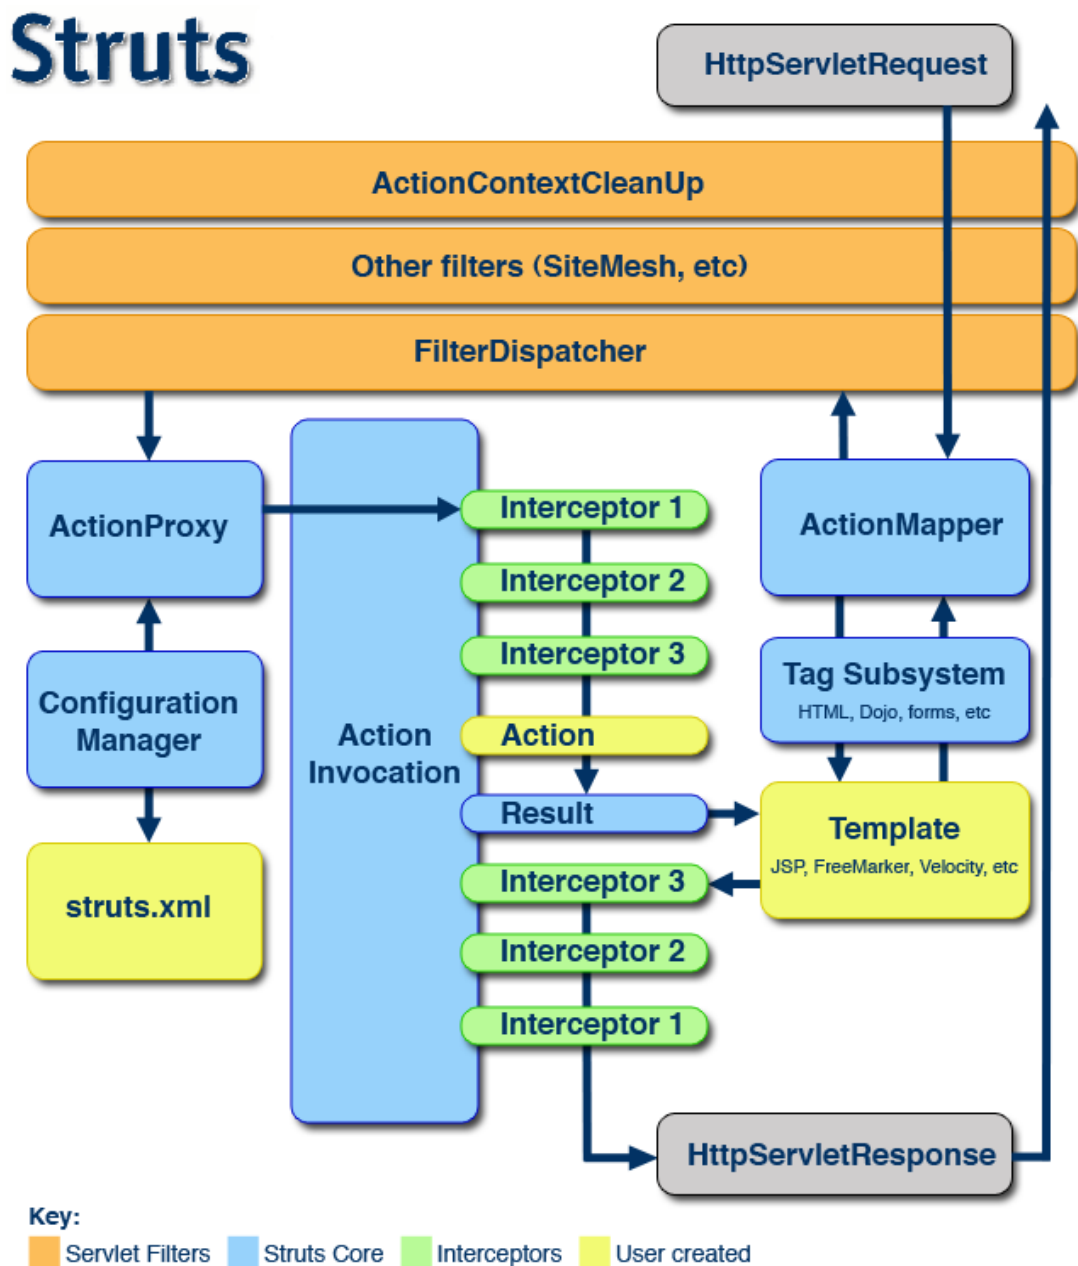 Struts
HttpServletRequest
ActionContextCleanUp
Other filters (SiteMesh, etc)
FilterDispatcher
ActionProxy
Interceptor 1
ActionMapper
Interceptor 2
Interceptor 3
Tag Subsystem
HTML, Dojo, forms, etc
Configuration
Manager
Action
Invocation
Action
Result
Template
JSP, FreeMarker, Velocity, etc
struts.xml
Interceptor 3
Interceptor 2
Interceptor 1
HttpServletResponse
Key:
Servlet Filters
Struts Core
Interceptors
User created